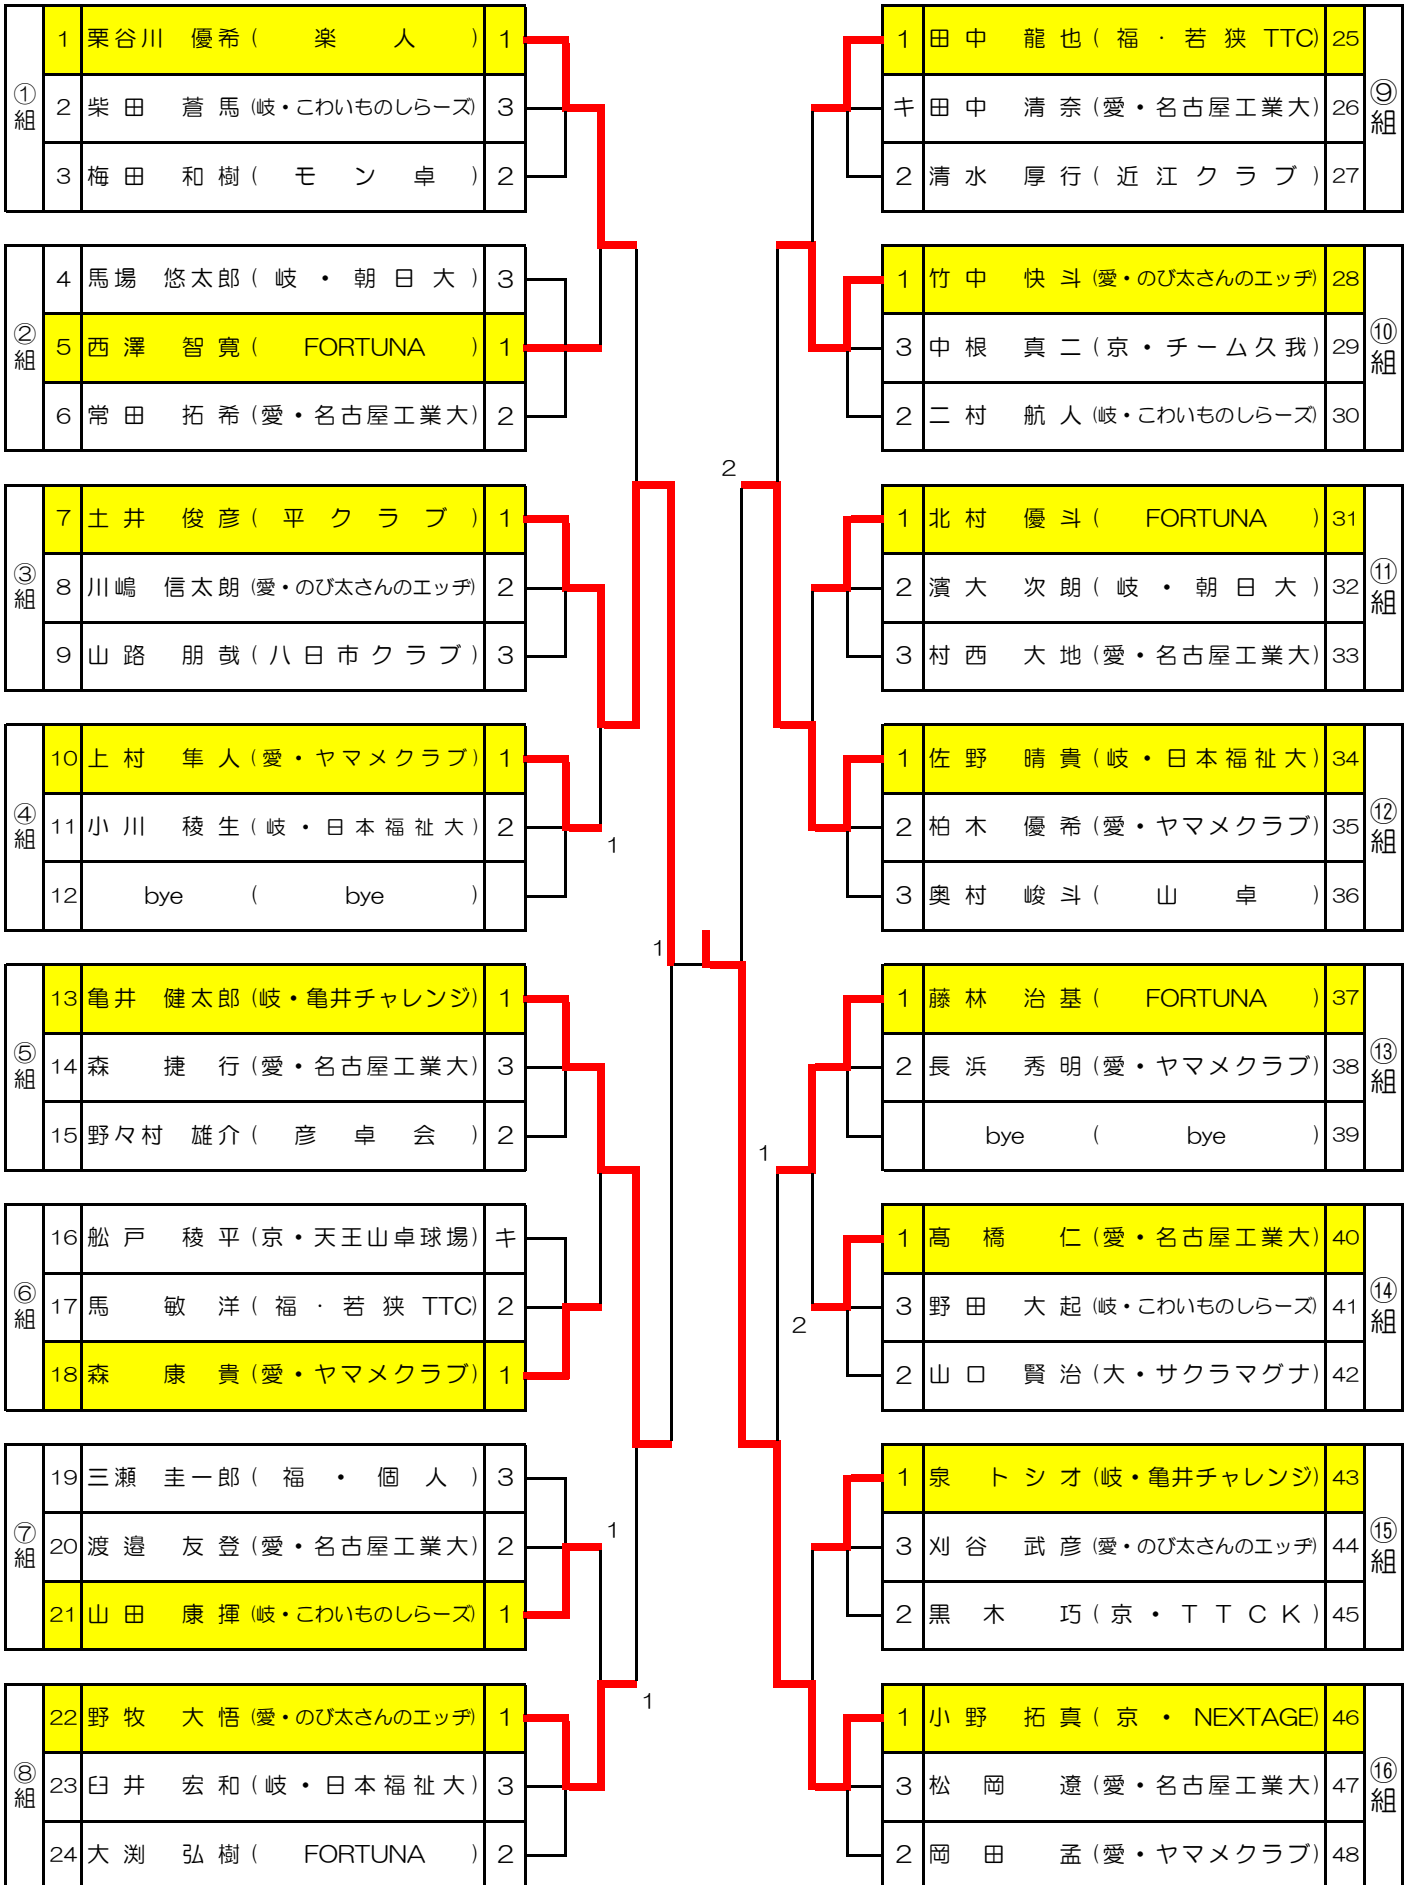 ①組
1 栗谷川 優希 ( 楽 人 ) 1
2 柴田 蒼馬 (岐・こわいものしらーズ) 3
3 梅田 和樹 ( モン卓 ) 2
②組
4 馬場 悠太郎 ( 岐・朝日大 ) 3
5 西澤 智寛 ( FORTUNA ) 1
6 常田 拓希 (愛・名古屋工業大) 2
③組
7 土井 俊彦 ( 平クラブ ) 1
8 川嶋 信太朗 (愛・のび太さんのエッヂ) 2
9 山路 朋哉 ( 八日市クラブ ) 3
④組
10 上村 隼人 (愛・ヤマメクラブ) 1
11 小川 稜生 ( 岐・日本福祉大 ) 2
12 bye ( bye )
1
⑤組
13 亀井 健太郎 (岐・亀井チャレンジ) 1
14 森 捷行 (愛・名古屋工業大) 3
15 野々村 雄介 ( 彦卓会 ) 2
1
⑥組
16 舩戸 稜平 (京・天王山卓球場) キ
17 馬 敏洋 ( 福・若狭 TTC) 2
18 森 康貴 (愛・ヤマメクラブ) 1
⑦組
19 三瀬 圭一郎 ( 福・個人 ) 3
20 渡邉 友登 (愛・名古屋工業大) 2
21 山田 康揮 (岐・こわいものしらーズ) 1
1
⑧組
22 野牧 大悟 (愛・のび太さんのエッヂ) 1
23 臼井 宏和 (岐・日本福祉大) 3
24 大渕 弘樹 ( FORTUNA ) 2
1
⑨組
1 田中 龍也 ( 福・若狭 TTC) 25
キ 田中 清奈 (愛・名古屋工業大) 26
2 清水 厚行 ( 近江クラブ ) 27
⑩組
1 竹中 快斗 (愛・のび太さんのエッヂ) 28
3 中根 真二 (京・チーム久我) 29
2 二村 航人 (岐・こわいものしらーズ) 30
2
⑪組
1 北村 優斗 ( FORTUNA ) 31
2 濱大 次朗 ( 岐・朝日大 ) 32
3 村西 大地 (愛・名古屋工業大) 33
⑫組
1 佐野 晴貴 (岐・日本福祉大) 34
2 柏木 優希 (愛・ヤマメクラブ) 35
3 奥村 峻斗 ( 山卓 ) 36
⑬組
1 藤林 治基 ( FORTUNA ) 37
2 長浜 秀明 (愛・ヤマメクラブ) 38
bye ( bye ) 39
1
⑭組
1 髙橋 仁 (愛・名古屋工業大) 40
3 野田 大起 (岐・こわいものしらーズ) 41
2 山口 賢治 (大・サクラマグナ) 42
2
⑮組
1 泉 トシオ (岐・亀井チャレンジ) 43
3 刈谷 武彦 (愛・のび太さんのエッヂ) 44
2 黒木 巧 ( 京・TTCK ) 45
⑯組
1 小野 拓真 ( 京・NEXTAGE) 46
3 松岡 遼 (愛・名古屋工業大) 47
2 岡田 孟 (愛・ヤマメクラブ) 48